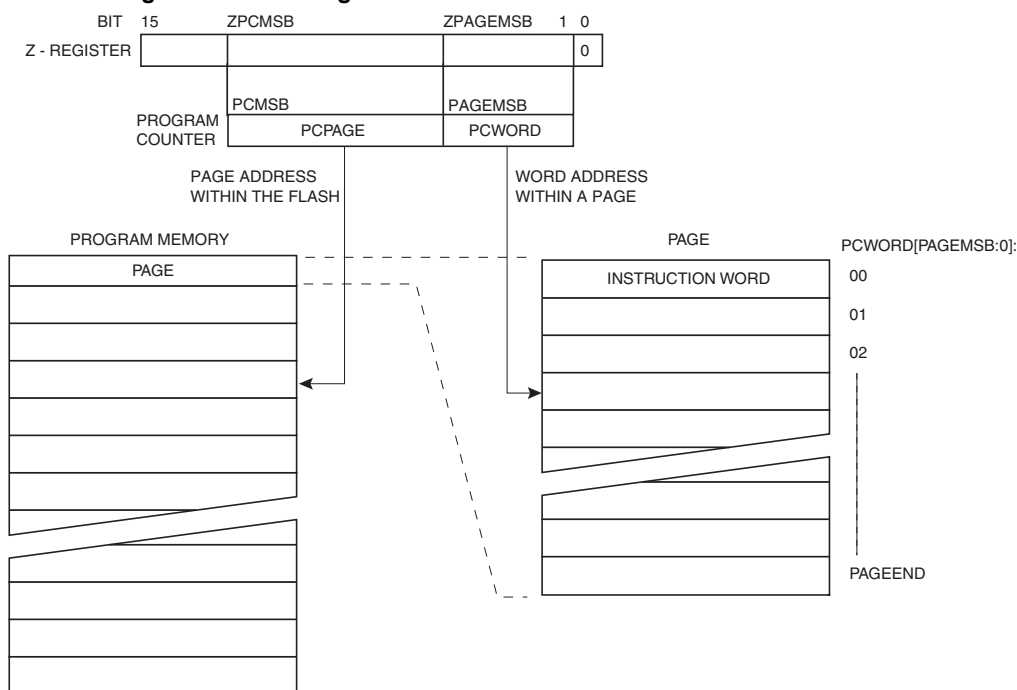 BIT 15 ZPCMSB ZPAGEMSB 1 0
Z - REGISTER 0
PCMSB PAGEMSB
PROGRAM
COUNTER
PCPAGE PCWORD
PAGE ADDRESS
WITHIN THE FLASH
WORD ADDRESS
WITHIN A PAGE
PROGRAM MEMORY
PAGE
PAGE
PCWORD[PAGEMSB:0]:
INSTRUCTION WORD
00
01
02
PAGEEND